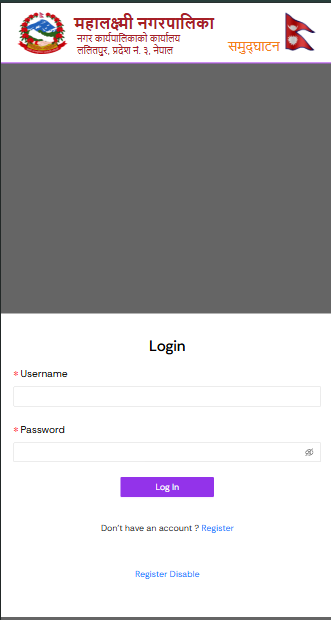 महालक्ष्मी नगरपालिका
नगर कार्यपालिकाको कार्यालय
ललितपुर, प्रदेश नं. ३, नेपाल
समुद्घाटन
Login
* Username
* Password
Log In
Don't have an account ? Register
Register Disable